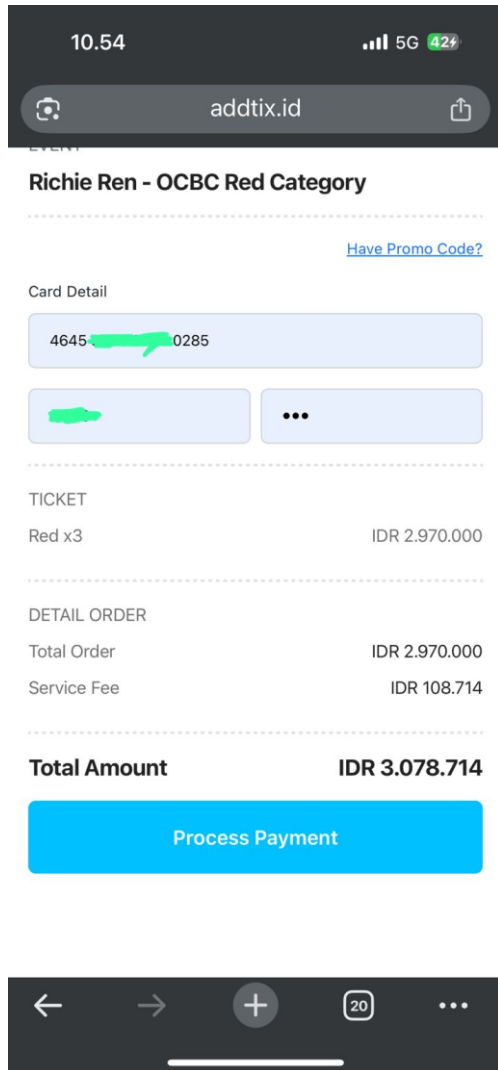 10.54
5G 42
addtix.id
EVENT
Richie Ren - OCBC Red Category
Have Promo Code?
Card Detail
4645 0285
•••
TICKET
Red x3 IDR 2.970.000
DETAIL ORDER
Total Order IDR 2.970.000
Service Fee IDR 108.714
Total Amount IDR 3.078.714
Process Payment
20